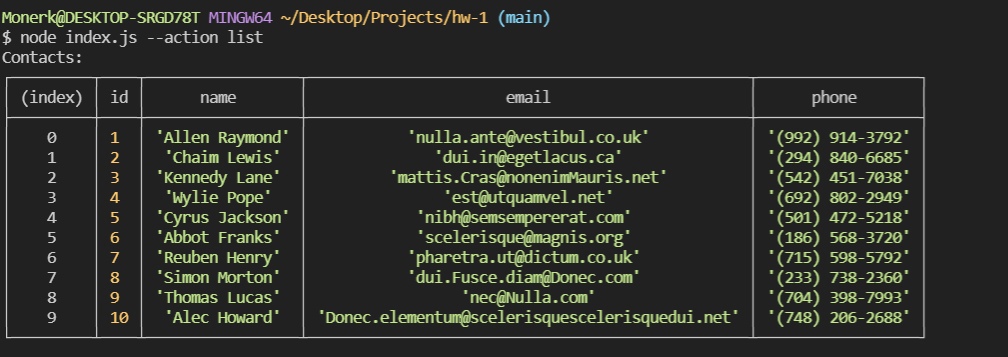 Monerk@DESKTOP-SRGD78T MINGW64 ~/Desktop/Projects/hw-1 (main)
$ node index.js --action list
Contacts:
(index) id name email phone
0 1 'Allen Raymond' 'nulla.ante@vestibul.co.uk' '(992) 914-3792'
1 2 'Chaim Lewis' 'dui.in@egetlacus.ca' '(294) 840-6685'
2 3 'Kennedy Lane' 'mattis.Cras@nonenimMauris.net' '(542) 451-7038'
3 4 'Wylie Pope' 'est@utquamvel.net' '(692) 802-2949'
4 5 'Cyrus Jackson' 'nibh@semsempererat.com' '(501) 472-5218'
5 6 'Abbot Franks' 'scelerisque@magnis.org' '(186) 568-3720'
6 7 'Reuben Henry' 'pharetra.ut@dictum.co.uk' '(715) 598-5792'
7 8 'Simon Morton' 'dui.Fusce.diam@Donec.com' '(233) 738-2360'
8 9 'Thomas Lucas' 'nec@Nulla.com' '(704) 398-7993'
9 10 'Alec Howard' 'Donec.elementum@scelerisquescelerisquedui.net' '(748) 206-2688'